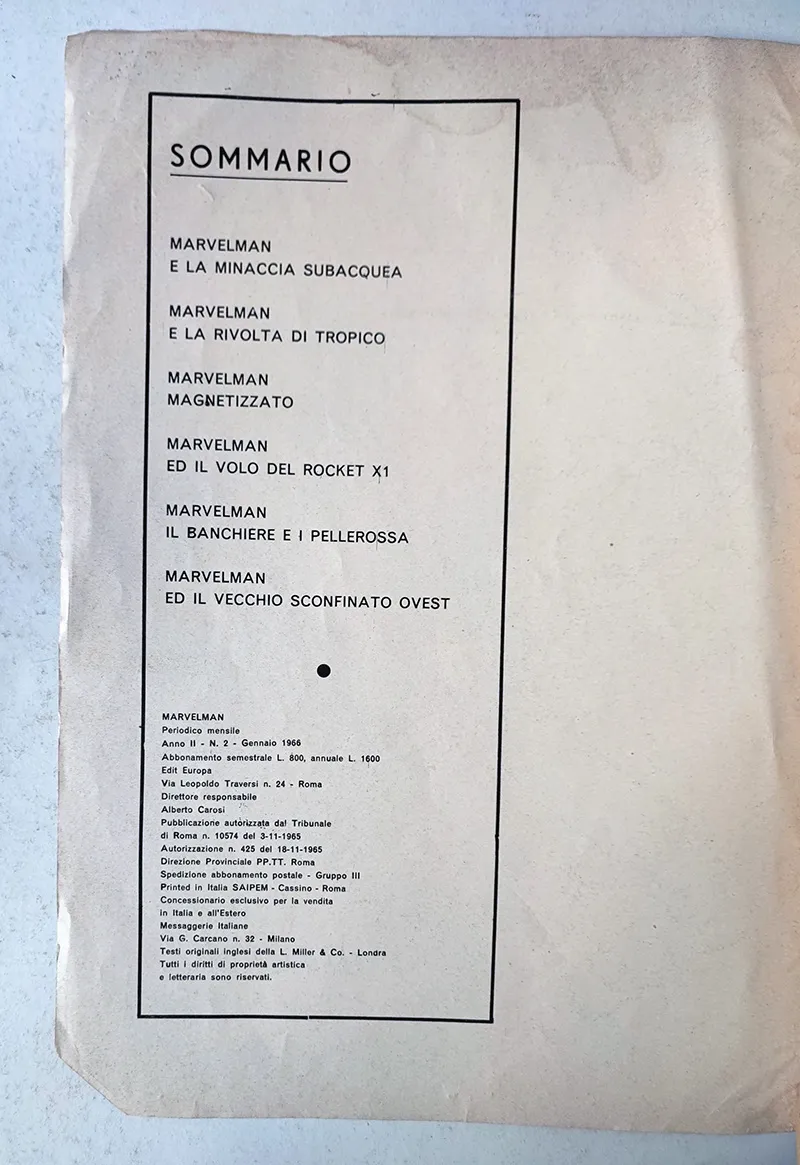 SOMMARIO
MARVELMAN
E LA MINACCIA SUBACQUEA
MARVELMAN
E LA RIVOLTA DI TROPICO
MARVELMAN
MAGNETIZZATO
MARVELMAN
ED IL VOLO DEL ROCKET X1
MARVELMAN
IL BANCHIERE E I PELLEROSSA
MARVELMAN
ED IL VECCHIO SCONFINATO OVEST
MARVELMAN
Periodico mensile
Anno II - N. 2 - Gennaio 1966
Abbonamento semestrale L. 800, annuale L. 1600
Edit Europa
Via Leopoldo Traversi n. 24 - Roma
Direttore responsabile
Alberto Carosi
Pubblicazione autorizzata dal Tribunale
di Roma n. 10574 del 3-11-1965
Autorizzazione n. 425 del 18-11-1965
Direzione Provinciale PP.TT. Roma
Spedizione abbonamento postale - Gruppo III
Printed in Italia SAIPEM - Cassino - Roma
Concessionario esclusivo per la vendita
in Italia e all'Estero
Messaggerie Italiane
Via G. Carcano n. 32 - Milano
Testi originali inglesi della L. Miller & Co. - Londra
Tutti i diritti di proprietà artistica
e letteraria sono riservati.